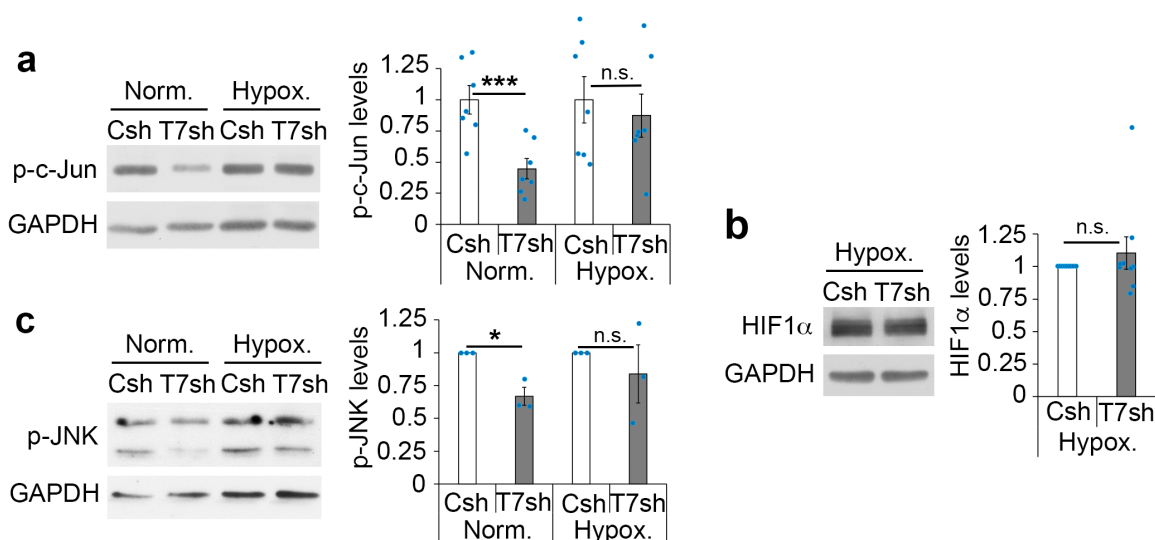 a
Norm. Hypox.
Csh T7sh Csh T7sh
p-c-Jun
GAPDH
p-c-Jun levels
1.25
1
0.75
0.5
0.25
0
***
n.s.
Csh T7sh Csh T7sh
Norm. Hypox.
b
Hypox.
Csh T7sh
HIF1α
GAPDH
HIF1α levels
1.25
1
0.75
0.5
0.25
0
n.s.
Csh T7sh
Hypox.
c
Norm. Hypox.
Csh T7sh Csh T7sh
p-JNK
GAPDH
p-JNK levels
1.25
1
0.75
0.5
0.25
0
*
n.s.
Csh T7sh Csh T7sh
Norm. Hypox.